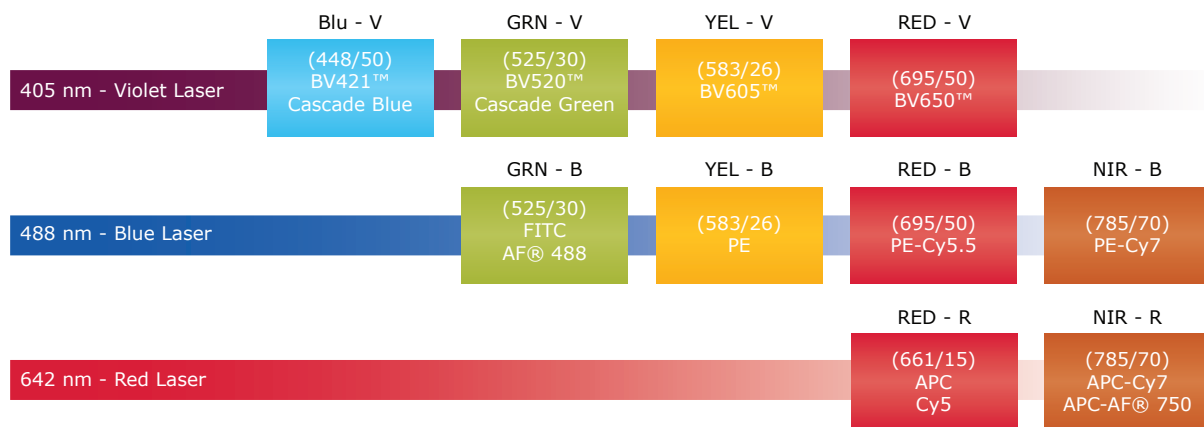 Blu - V
GRN - V
YEL - V
RED - V
405 nm - Violet Laser
(448/50)
BV421™
Cascade Blue
(525/30)
BV520™
Cascade Green
(583/26)
BV605™
(695/50)
BV650™
GRN - B
YEL - B
RED - B
NIR - B
488 nm - Blue Laser
(525/30)
FITC
AF® 488
(583/26)
PE
(695/50)
PE-Cy5.5
(785/70)
PE-Cy7
RED - R
NIR - R
642 nm - Red Laser
(661/15)
APC
Cy5
(785/70)
APC-Cy7
APC-AF® 750